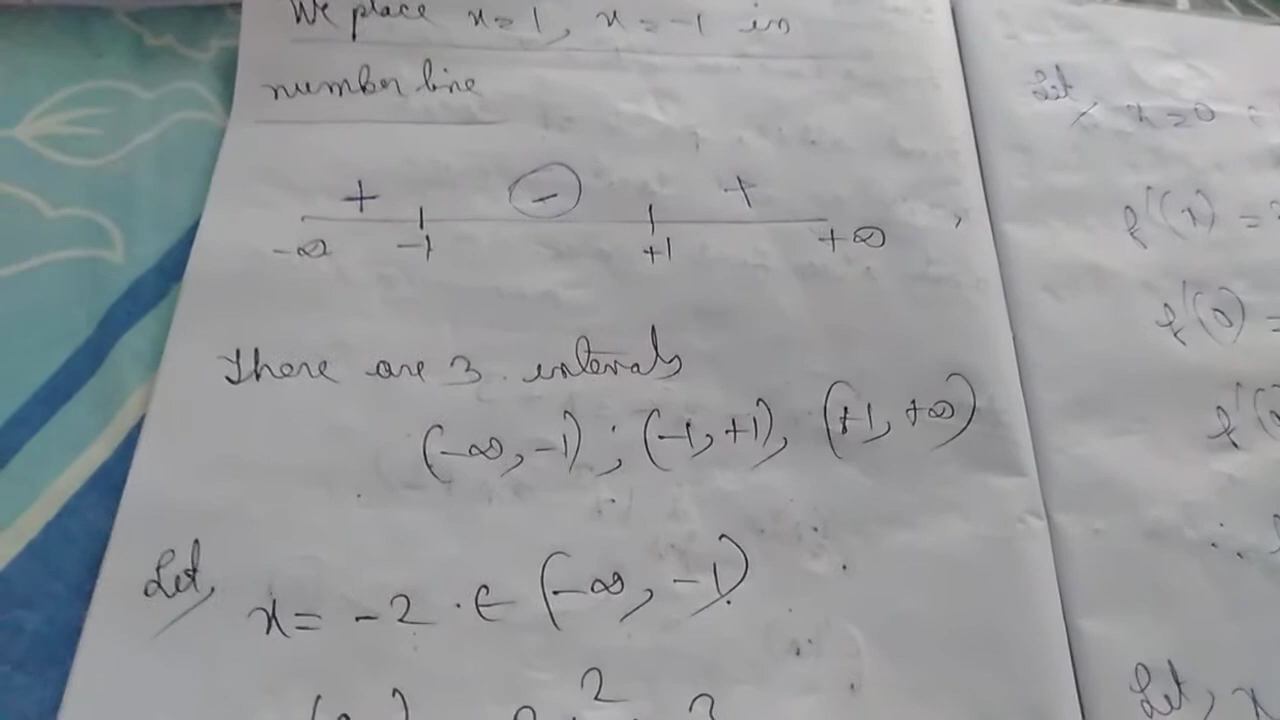 We place x=1, x=-1 in
number line
+ - +
-∞ -1 +1 +∞ ,
There are 3 intervals
(-∞, -1); (-1, +1), (+1, +∞)
Let, x = -2 ∈ (-∞, -1)
Let, x=0
f'(x) =
f'(0) =
Let, x